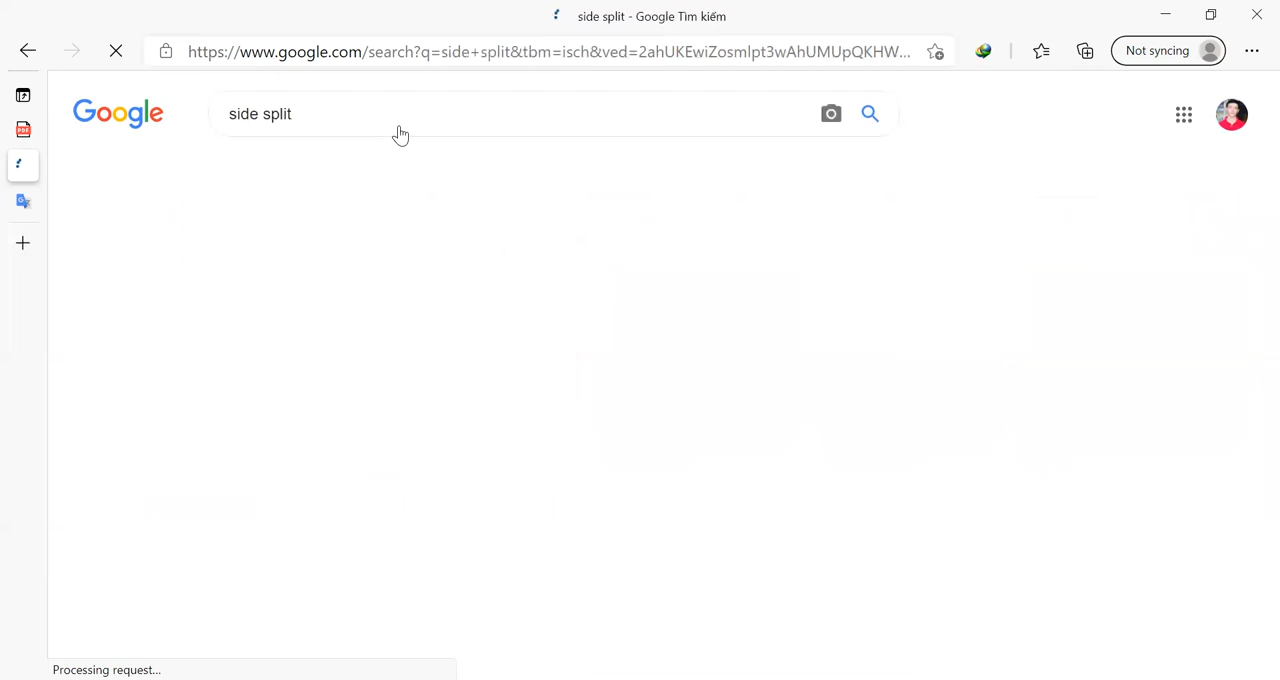 side split - Google Tìm kiếm
https://www.google.com/search?q=side+split&tbm=isch&ved=2ahUKEwiZosmlpt3wAhUMUpQKHW...
Not syncing
PDF
Google
side split
Processing request...